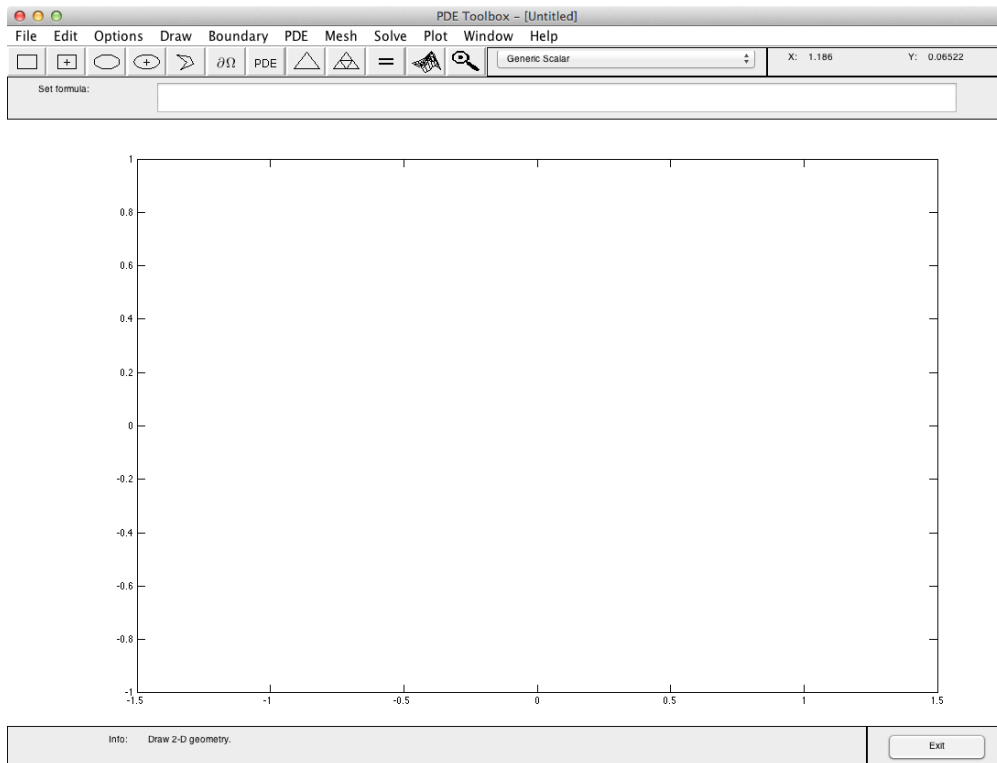 PDE Toolbox – [Untitled]
File Edit Options Draw Boundary PDE Mesh Solve Plot Window Help
∂Ω PDE = Generic Scalar X: 1.186 Y: 0.06522
Set formula:
1
0.8
0.6
0.4
0.2
0
-0.2
-0.4
-0.6
-0.8
-1
-1.5 -1 -0.5 0 0.5 1 1.5
Info: Draw 2-D geometry. Exit